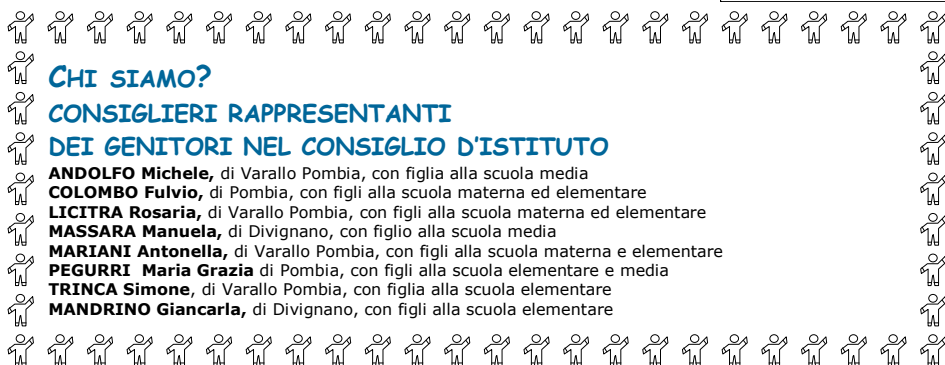 CHI SIAMO?
CONSIGLIERI RAPPRESENTANTI
DEI GENITORI NEL CONSIGLIO D'ISTITUTO
ANDOLFO Michele, di Varallo Pombia, con figlia alla scuola media
COLOMBO Fulvio, di Pombia, con figli alla scuola materna ed elementare
LICITRA Rosaria, di Varallo Pombia, con figli alla scuola materna ed elementare
MASSARA Manuela, di Divignano, con figlio alla scuola media
MARIANI Antonella, di Varallo Pombia, con figli alla scuola materna e elementare
PEGURRI  Maria Grazia di Pombia, con figli alla scuola elementare e media
TRINCA Simone, di Varallo Pombia, con figlia alla scuola elementare
MANDRINO Giancarla, di Divignano, con figli alla scuola elementare